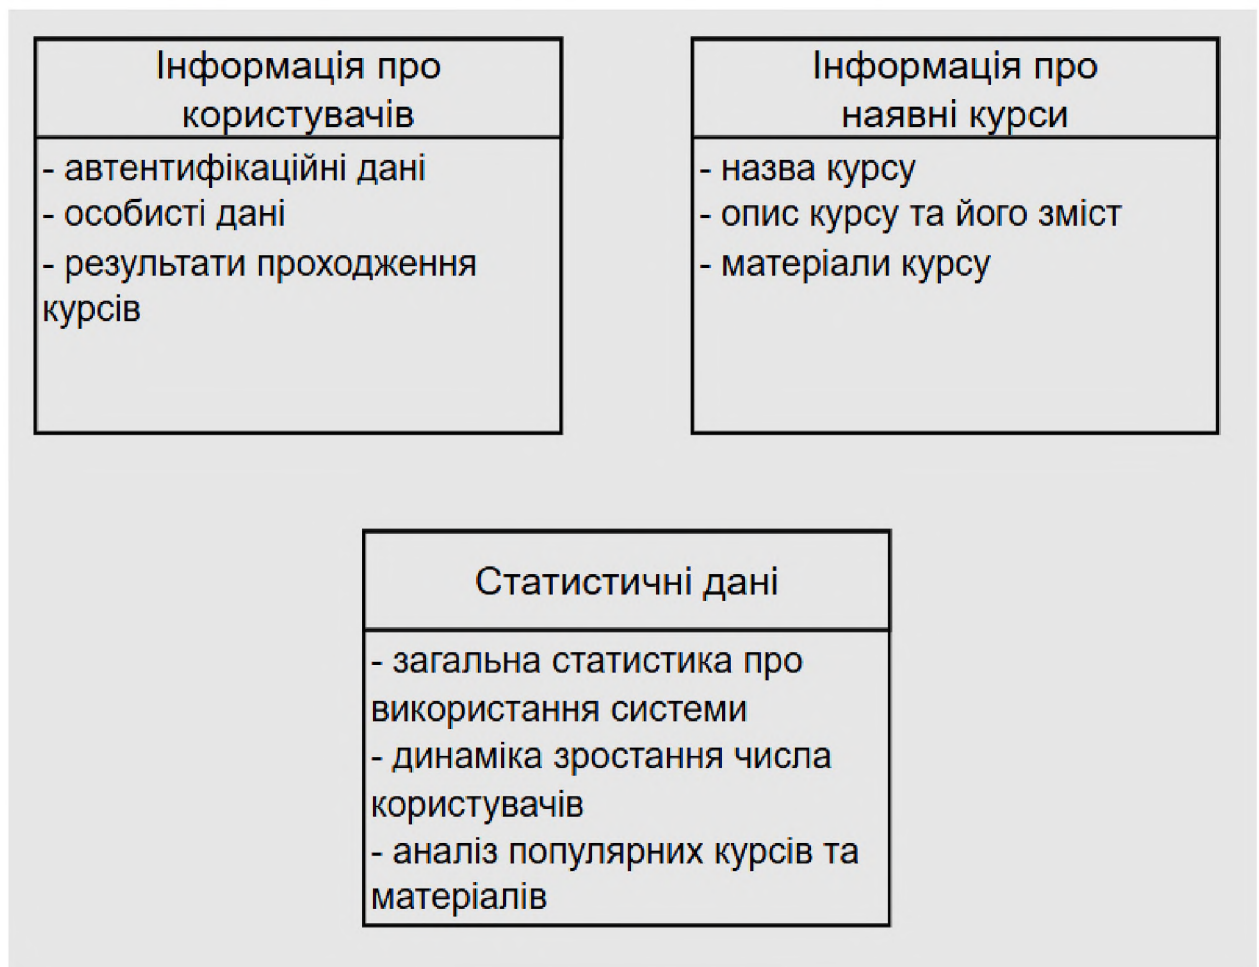 Інформація про
користувачів
- автентифікаційні дані
- особисті дані
- результати проходження
курсів
Інформація про
наявні курси
- назва курсу
- опис курсу та його зміст
- матеріали курсу
Статистичні дані
- загальна статистика про
використання системи
- динаміка зростання числа
користувачів
- аналіз популярних курсів та
матеріалів